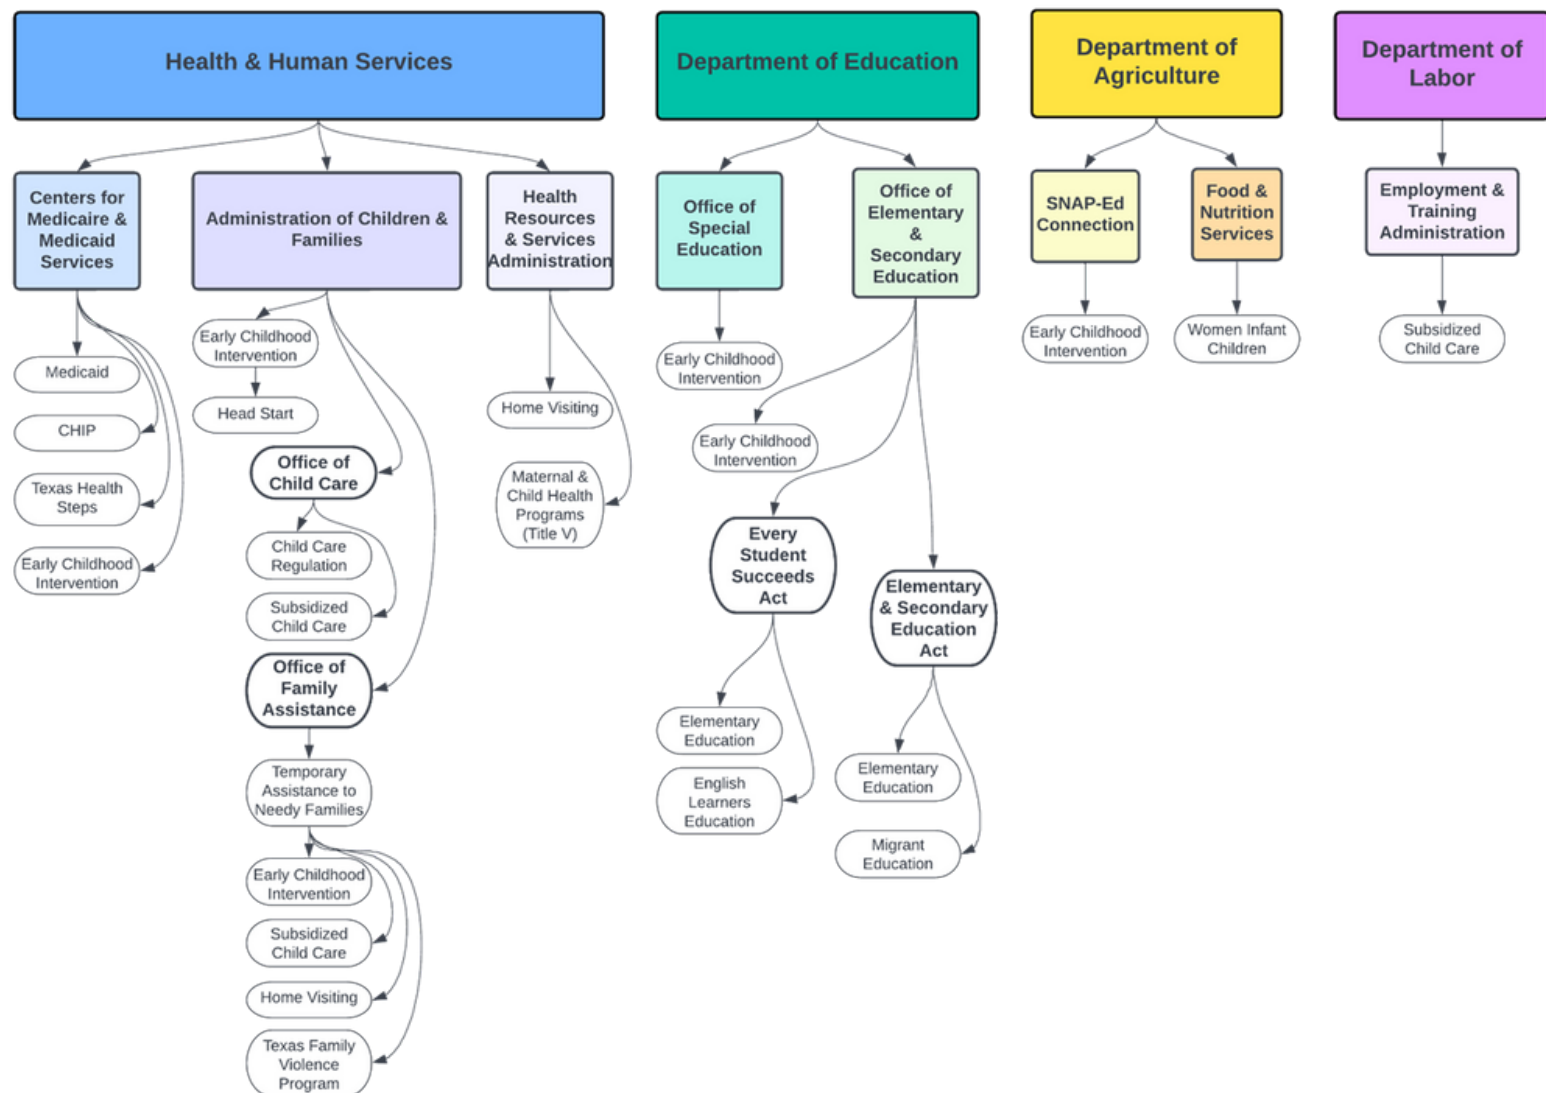 Health & Human Services
Department of Education
Department of
Agriculture
Department of
Labor
Centers for
Medicaire &
Medicaid
Services
Administration of Children &
Families
Health
Resources
& Services
Administration
Office of
Special
Education
Office of
Elementary
&
Secondary
Education
SNAP-Ed
Connection
Food &
Nutrition
Services
Employment &
Training
Administration
Medicaid
CHIP
Texas Health
Steps
Early Childhood
Intervention
Early Childhood
Intervention
Head Start
Office of
Child Care
Child Care
Regulation
Subsidized
Child Care
Office of
Family
Assistance
Temporary
Assistance to
Needy Families
Early Childhood
Intervention
Subsidized
Child Care
Home Visiting
Texas Family
Violence
Program
Home Visiting
Maternal &
Child Health
Programs
(Title V)
Early Childhood
Intervention
Early Childhood
Intervention
Every
Student
Succeeds
Act
Elementary
Education
English
Learners
Education
Elementary
& Secondary
Education
Act
Elementary
Education
Migrant
Education
Early Childhood
Intervention
Women Infant
Children
Subsidized
Child Care